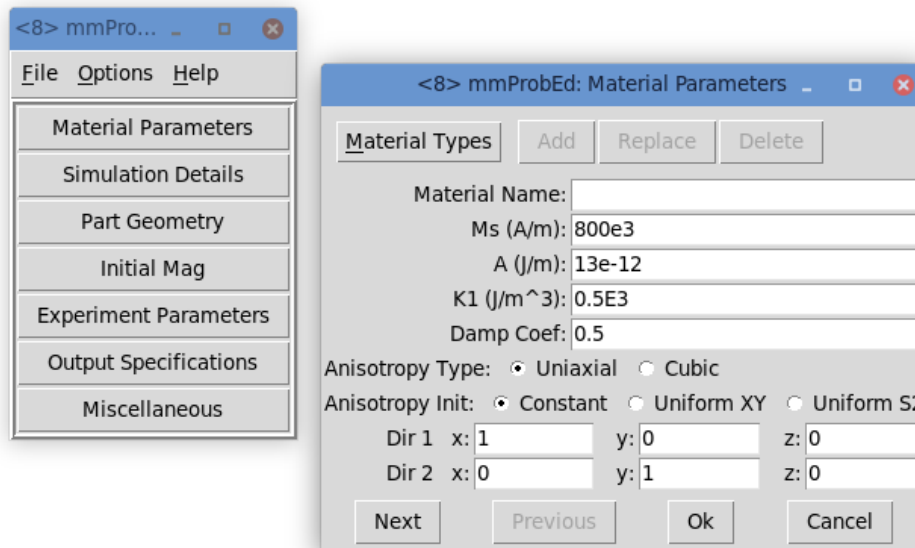 <8> mmPro...
File Options Help
Material Parameters
Simulation Details
Part Geometry
Initial Mag
Experiment Parameters
Output Specifications
Miscellaneous
<8> mmProbEd: Material Parameters
Material Types Add Replace Delete
Material Name:
Ms (A/m): 800e3
A (J/m): 13e-12
K1 (J/m^3): 0.5E3
Damp Coef: 0.5
Anisotropy Type: Uniaxial Cubic
Anisotropy Init: Constant Uniform XY Uniform S2
Dir 1 x: 1 y: 0 z: 0
Dir 2 x: 0 y: 1 z: 0
Next Previous Ok Cancel